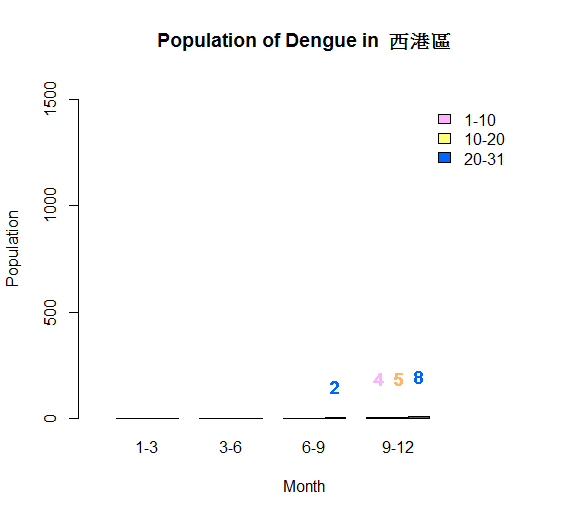 Population of Dengue in 西港區
1-10
10-20
20-31
Population
1500
1000
500
0
2
4 5 8
1-3 3-6 6-9 9-12
Month